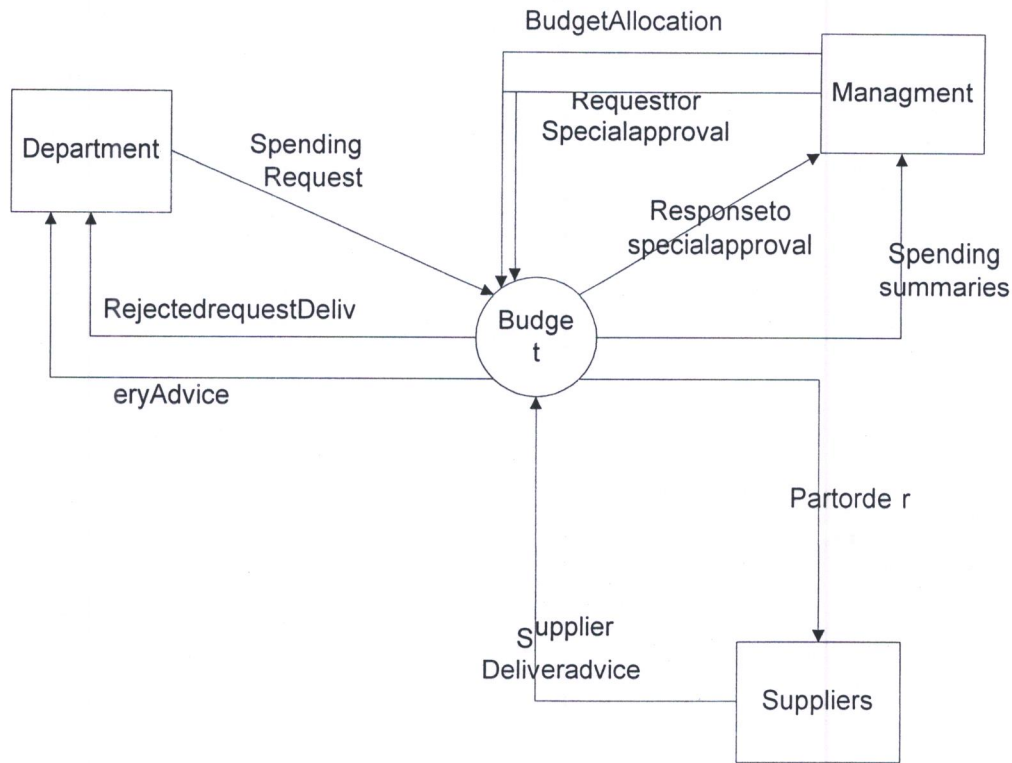 BudgetAllocation
Managment
Requestfor
Specialapproval
Department
Spending
Request
Responseto
specialapproval
Spending
summaries
RejectedrequestDeliv
Budge
t
eryAdvice
Partorde r
Supplier
Deliveradvice
Suppliers